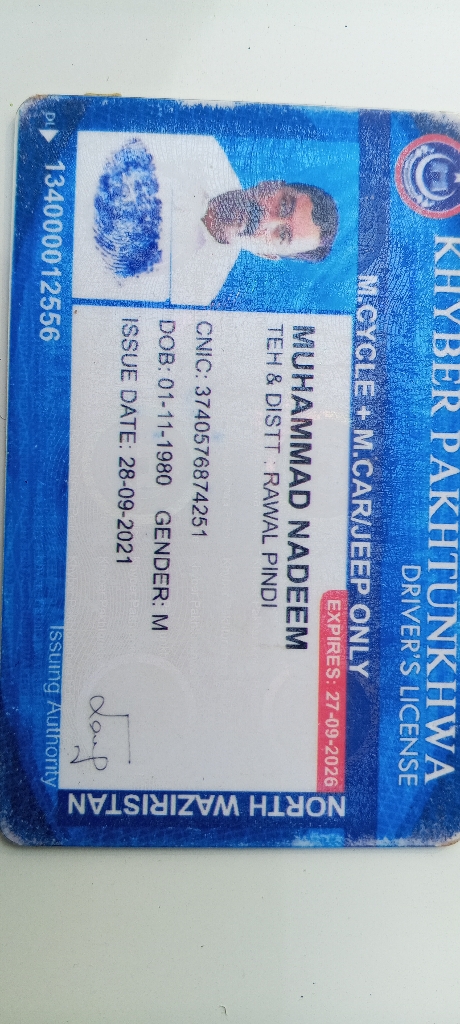 KHYBER PAKHTUNKHWA
DRIVER'S LICENSE
M.CYCLE + M.CAR/JEEP ONLY
EXPIRES: 27-09-2026
MUHAMMAD NADEEM
TEH & DISTT : RAWAL PINDI
CNIC: 3740576874251
DOB: 01-11-1980 GENDER: M
ISSUE DATE: 28-09-2021
DL 134000012556
Issuing Authority
NORTH WAZIRISTAN